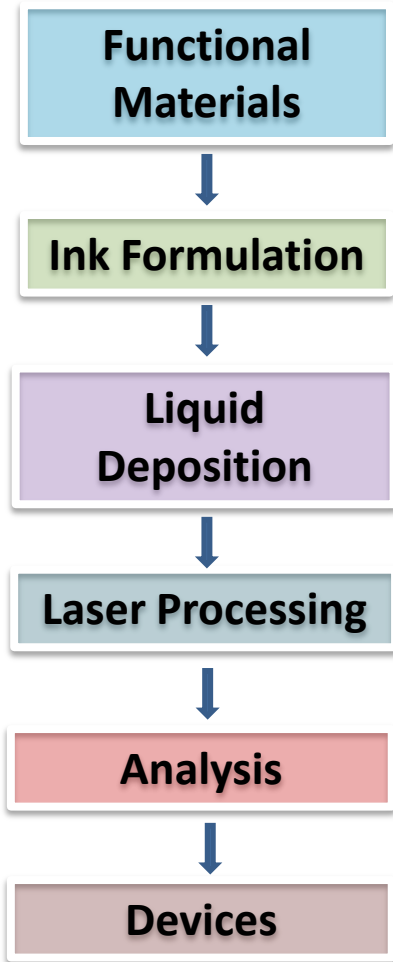 Functional
Materials
Ink Formulation
Liquid
Deposition
Laser Processing
Analysis
Devices